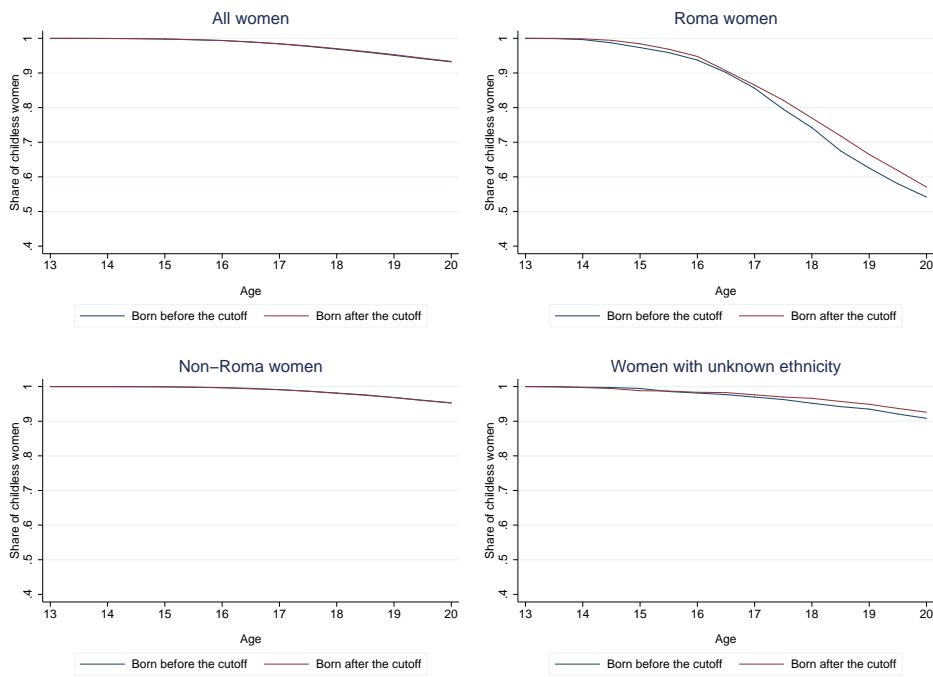 All women
Share of childless women
1
.9
.8
.7
.6
.5
.4
13 14 15 16 17 18 19 20
Age
Born before the cutoff Born after the cutoff
Roma women
Share of childless women
1
.9
.8
.7
.6
.5
.4
13 14 15 16 17 18 19 20
Age
Born before the cutoff Born after the cutoff
Non−Roma women
Share of childless women
1
.9
.8
.7
.6
.5
.4
13 14 15 16 17 18 19 20
Age
Born before the cutoff Born after the cutoff
Women with unknown ethnicity
Share of childless women
1
.9
.8
.7
.6
.5
.4
13 14 15 16 17 18 19 20
Age
Born before the cutoff Born after the cutoff